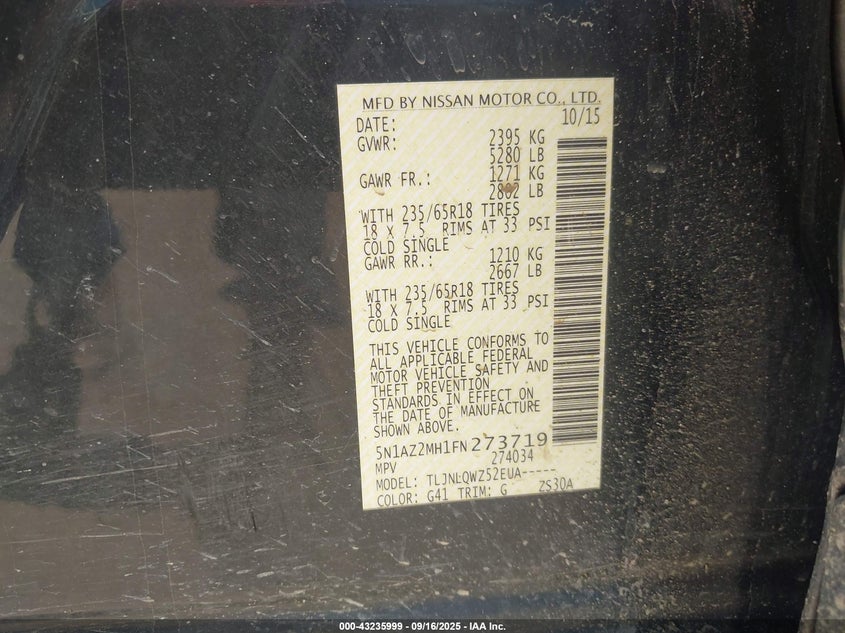 MFD BY NISSAN MOTOR CO., LTD.
DATE: 10/15
GVWR: 2395 KG
5280 LB
GAWR FR.: 1271 KG
2802 LB
WITH 235/65R18 TIRES
18 X 7.5 RIMS AT 33 PSI
COLD SINGLE
GAWR RR.: 1210 KG
2667 LB
WITH 235/65R18 TIRES
18 X 7.5 RIMS AT 33 PSI
COLD SINGLE
THIS VEHICLE CONFORMS TO
ALL APPLICABLE FEDERAL
MOTOR VEHICLE SAFETY AND
THEFT PREVENTION
STANDARDS IN EFFECT ON
THE DATE OF MANUFACTURE
SHOWN ABOVE.
5N1AZ2MH1FN273719
MPV 274034
MODEL: TLJNLQWZ52EUA-----
COLOR: G41 TRIM: G ZS30A
000-43235999 - 09/16/2025 - IAA Inc.